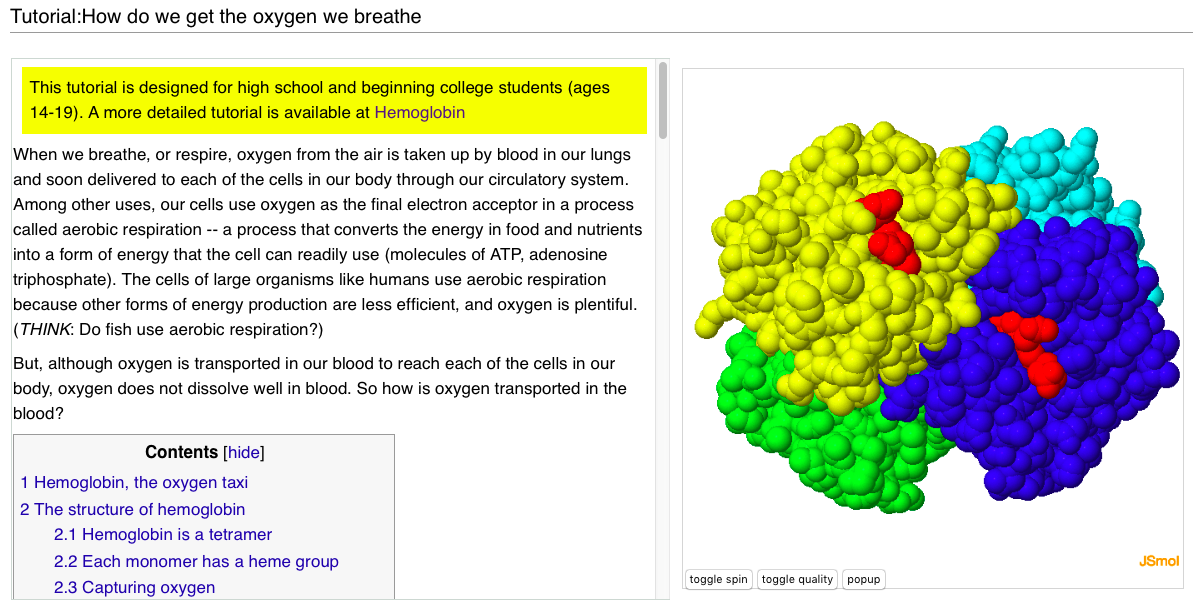 Tutorial:How do we get the oxygen we breathe
This tutorial is designed for high school and beginning college students (ages
14-19). A more detailed tutorial is available at Hemoglobin
When we breathe, or respire, oxygen from the air is taken up by blood in our lungs
and soon delivered to each of the cells in our body through our circulatory system.
Among other uses, our cells use oxygen as the final electron acceptor in a process
called aerobic respiration -- a process that converts the energy in food and nutrients
into a form of energy that the cell can readily use (molecules of ATP, adenosine
triphosphate). The cells of large organisms like humans use aerobic respiration
because other forms of energy production are less efficient, and oxygen is plentiful.
(THINK: Do fish use aerobic respiration?)
But, although oxygen is transported in our blood to reach each of the cells in our
body, oxygen does not dissolve well in blood. So how is oxygen transported in the
blood?
Contents [hide]
1 Hemoglobin, the oxygen taxi
2 The structure of hemoglobin
2.1 Hemoglobin is a tetramer
2.2 Each monomer has a heme group
2.3 Capturing oxygen
JSmol
toggle spin toggle quality popup